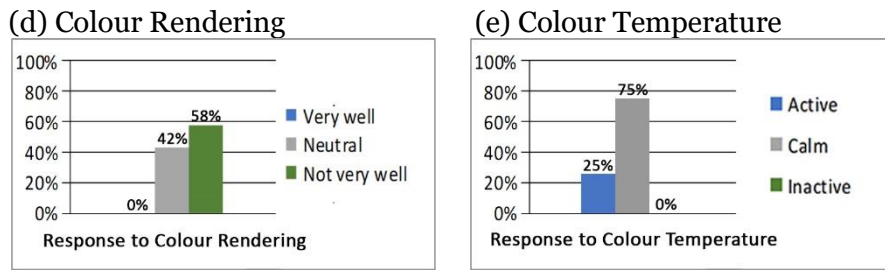 (d) Colour Rendering
100%
80%
60%
40%
20%
0%
0%
42%
58%
Very well
Neutral
Not very well
Response to Colour Rendering
(e) Colour Temperature
100%
80%
60%
40%
20%
0%
25%
75%
0%
Active
Calm
Inactive
Response to Colour Temperature